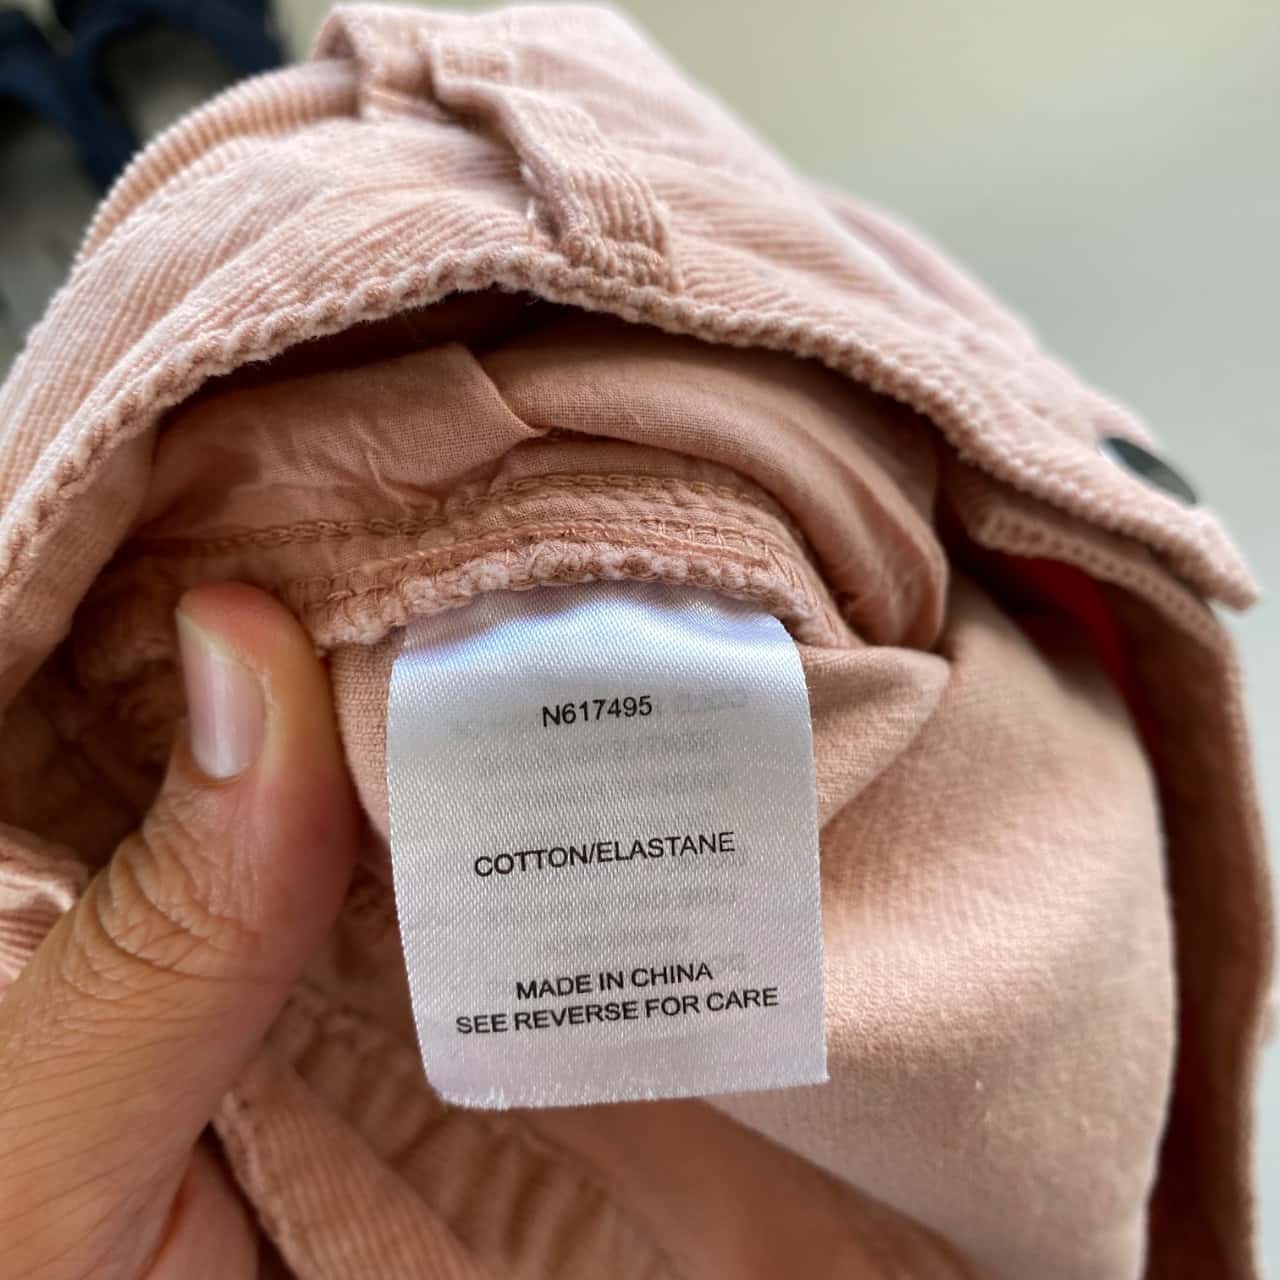 N617495
COTTON/ELASTANE
MADE IN CHINA
SEE REVERSE FOR CARE